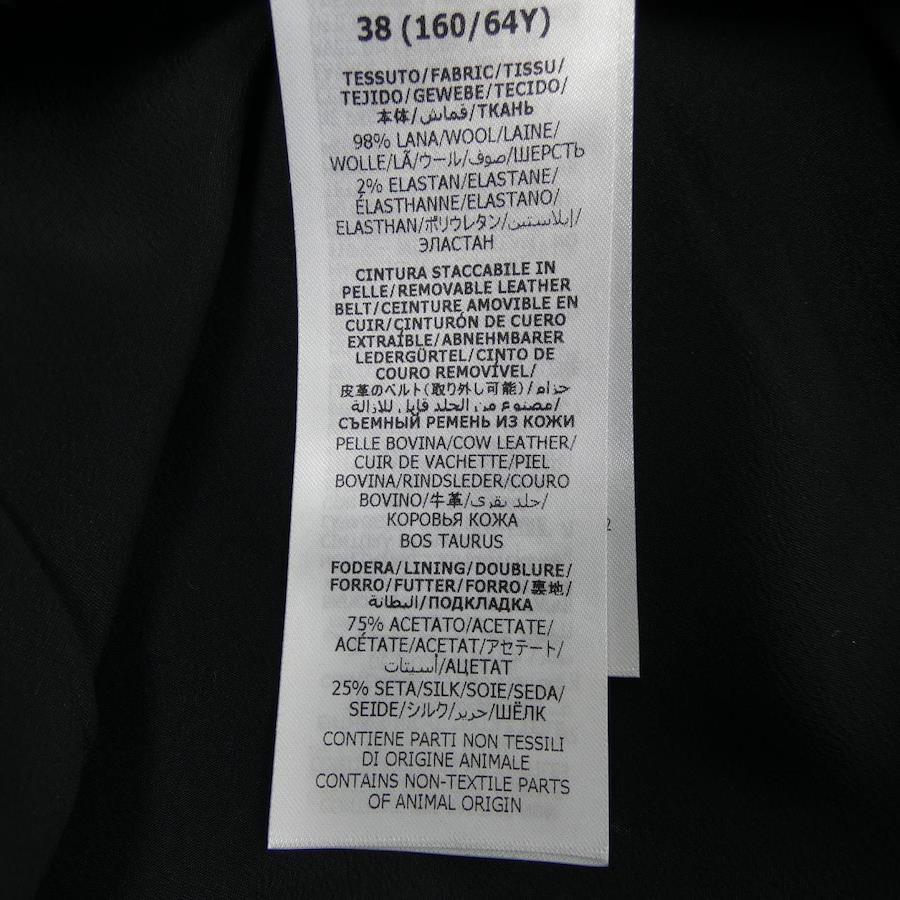 38 (160/64Y)
TESSUTO/FABRIC/TISSU/
TEJIDO/GEWEBE/TECIDO/
本体/قماش/ТКАНЬ
98% LANA/WOOL/LAINE/
WOLLE/LÃ/ウール/صوف/ШЕРСТЬ
2% ELASTAN/ELASTANE/
ÉLASTHANNE/ELASTANO/
ELASTHAN/ポリウレタン/إيلاستين/
ЭЛАСТАН
CINTURA STACCABILE IN
PELLE/REMOVABLE LEATHER
BELT/CEINTURE AMOVIBLE EN
CUIR/CINTURÓN DE CUERO
EXTRAÍBLE/ABNEHMBARER
LEDERGÜRTEL/CINTO DE
COURO REMOVÍVEL/
皮革のベルト(取り外し可能)/حزام
مصنوع من الجلد قابل للإزالة/
СЪЕМНЫЙ РЕМЕНЬ ИЗ КОЖИ
PELLE BOVINA/COW LEATHER/
CUIR DE VACHETTE/PIEL
BOVINA/RINDSLEDER/COURO
BOVINO/牛革/جلد بقري/
КОРОВЬЯ КОЖА
BOS TAURUS
FODERA/LINING/DOUBLURE/
FORRO/FUTTER/FORRO/裏地/
البطانة/ПОДКЛАДКА
75% ACETATO/ACETATE/
ACÉTATE/ACETAT/アセテート/
أسيتات/АЦЕТАТ
25% SETA/SILK/SOIE/SEDA/
SEIDE/シルク/حرير/ШЁЛК
CONTIENE PARTI NON TESSILI
DI ORIGINE ANIMALE
CONTAINS NON-TEXTILE PARTS
OF ANIMAL ORIGIN